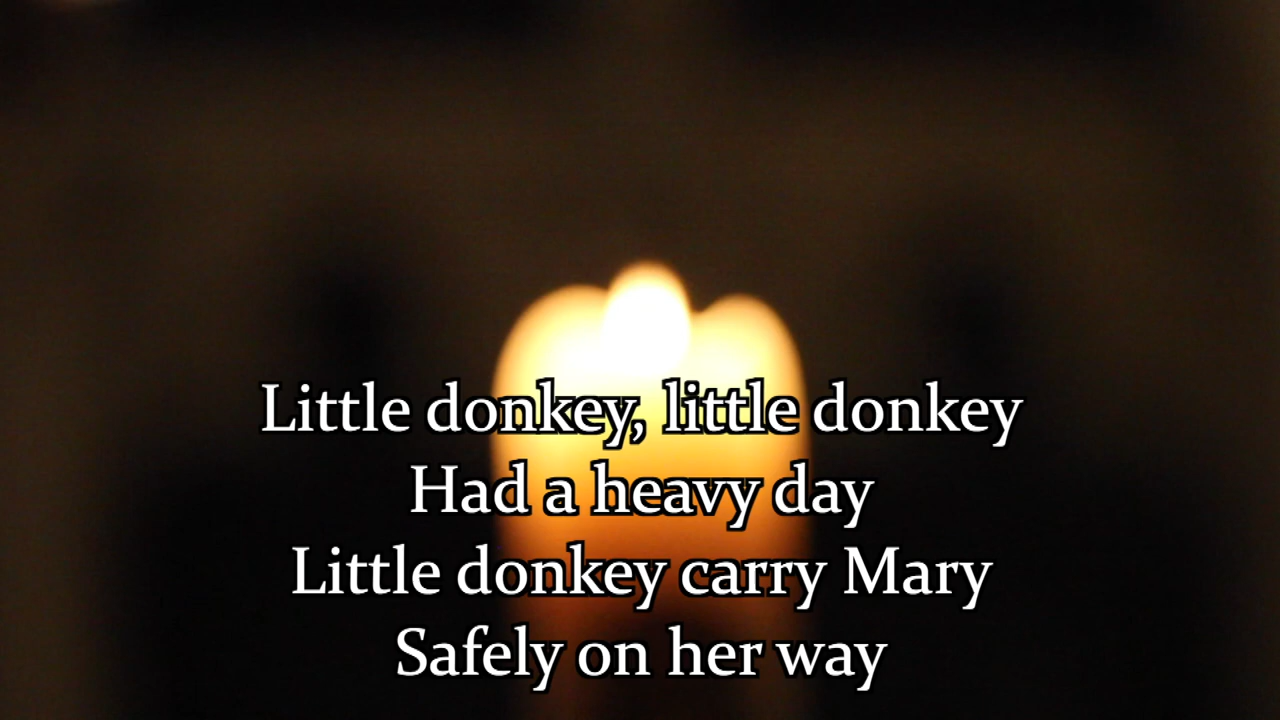 Little donkey, little donkey
Had a heavy day
Little donkey carry Mary
Safely on her way